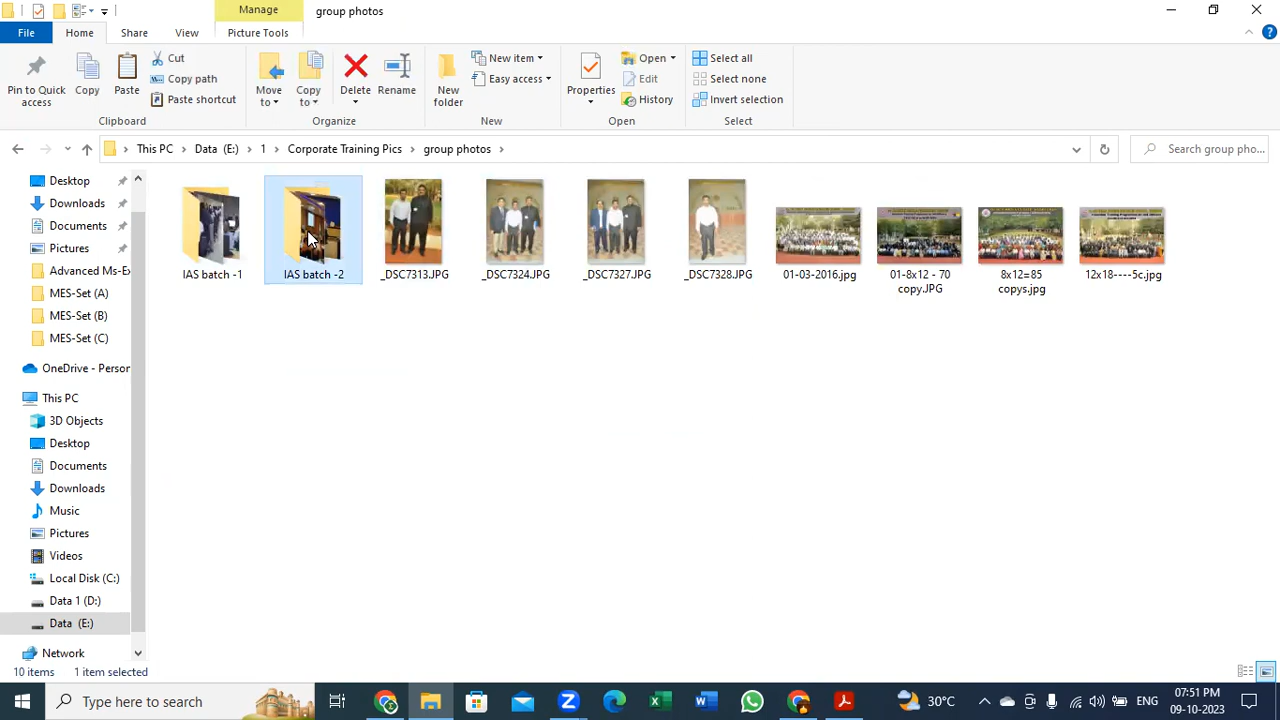 Manage
group photos
File
Home
Share
View
Picture Tools
Pin to Quick
access
Copy
Paste
Cut
Copy path
Paste shortcut
Clipboard
Move
to
Copy
to
Delete
Rename
Organize
New
folder
New item
Easy access
New
Properties
Open
Edit
History
Open
Select all
Select none
Invert selection
Select
This PC
Data (E:)
1
Corporate Training Pics
group photos
Search group pho...
Desktop
Downloads
Documents
Pictures
Advanced Ms-Ex
MES-Set (A)
MES-Set (B)
MES-Set (C)
OneDrive - Person
This PC
3D Objects
Desktop
Documents
Downloads
Music
Pictures
Videos
Local Disk (C:)
Data 1 (D:)
Data (E:)
Network
IAS batch -1
IAS batch -2
_DSC7313.JPG
_DSC7324.JPG
_DSC7327.JPG
_DSC7328.JPG
01-03-2016.jpg
01-8x12 - 70
copy.JPG
8x12=85
copys.jpg
12x18----5c.jpg
10 items
1 item selected
Type here to search
30°C
ENG
07:51 PM
09-10-2023